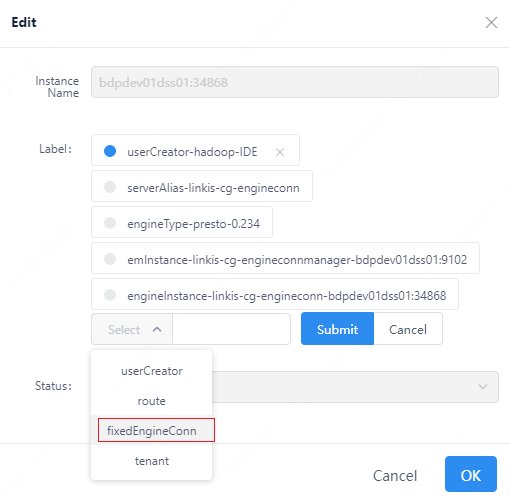 Edit
Instance Name
bdpdev01dss01:34868
Label:
userCreator-hadoop-IDE
serverAlias-linkis-cg-engineconn
engineType-presto-0.234
emInstance-linkis-cg-engineconnmanager-bdpdev01dss01:9102
engineInstance-linkis-cg-engineconn-bdpdev01dss01:34868
Select
Submit
Cancel
userCreator
Status:
route
fixedEngineConn
tenant
Cancel
OK